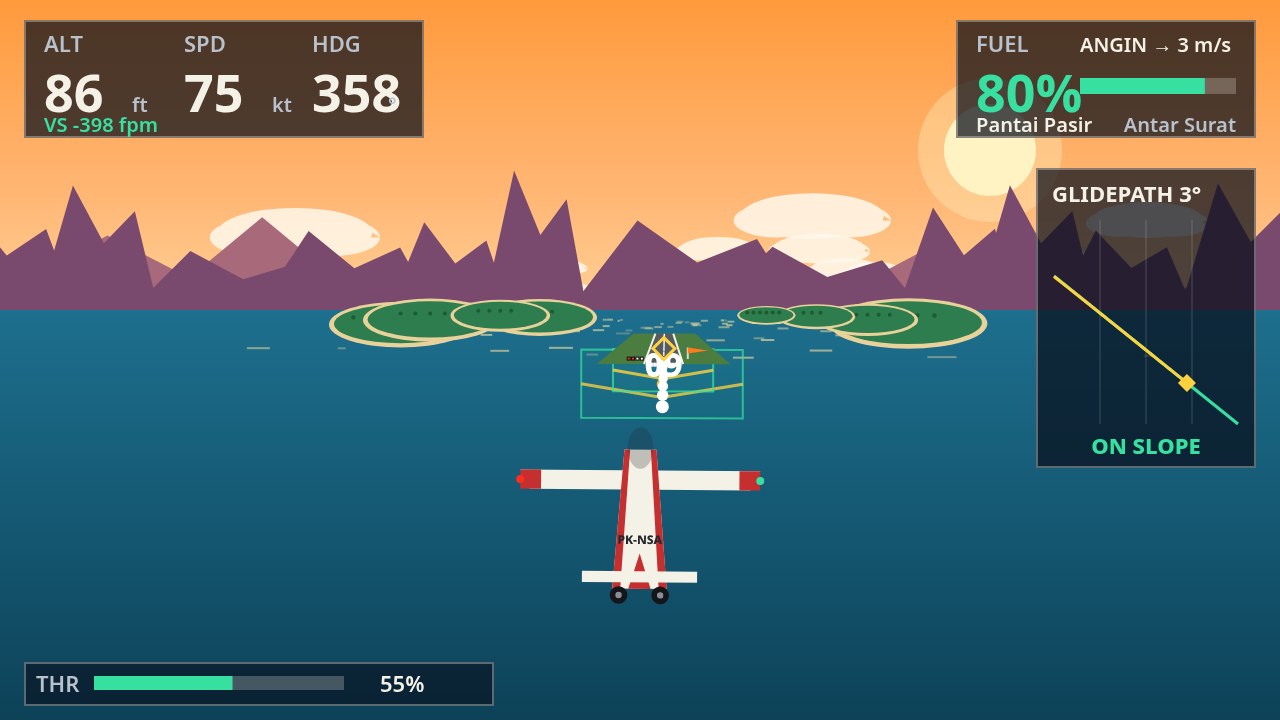 ALT SPD HDG
86 ft 75 kt 358°
VS -398 fpm
FUEL ANGIN → 3 m/s
80%
Pantai Pasir Antar Surat
GLIDEPATH 3°
ON SLOPE
09
PK-NSA
THR 55%